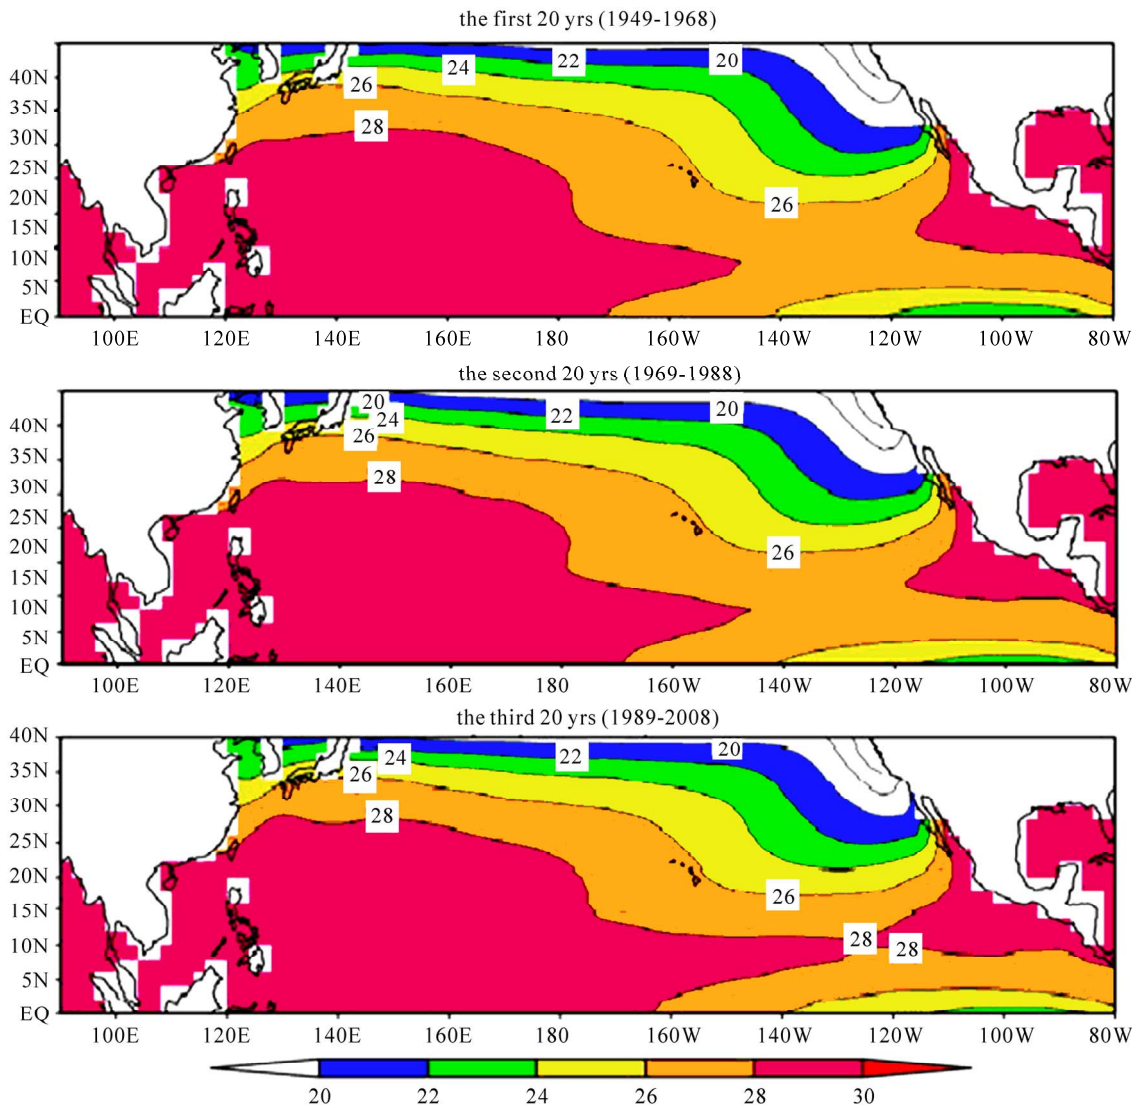 the first 20 yrs (1949-1968)
20
22
24
40N
26
35N
28
30N
25N
26
20N
15N
10N
5N
EQ
100E 120E 140E 160E 180 160W 140W 120W 100W 80W
the second 20 yrs (1969-1988)
20 20
22
24
40N
26
35N
28
30N
25N
26
20N
15N
10N
5N
EQ
100E 120E 140E 160E 180 160W 140W 120W 100W 80W
the third 20 yrs (1989-2008)
40N
20
22
24
35N
26
30N
28
25N
20N
26
15N
28
28
10N
5N
EQ
100E 120E 140E 160E 180 160W 140W 120W 100W 80W
20 22 24 26 28 30